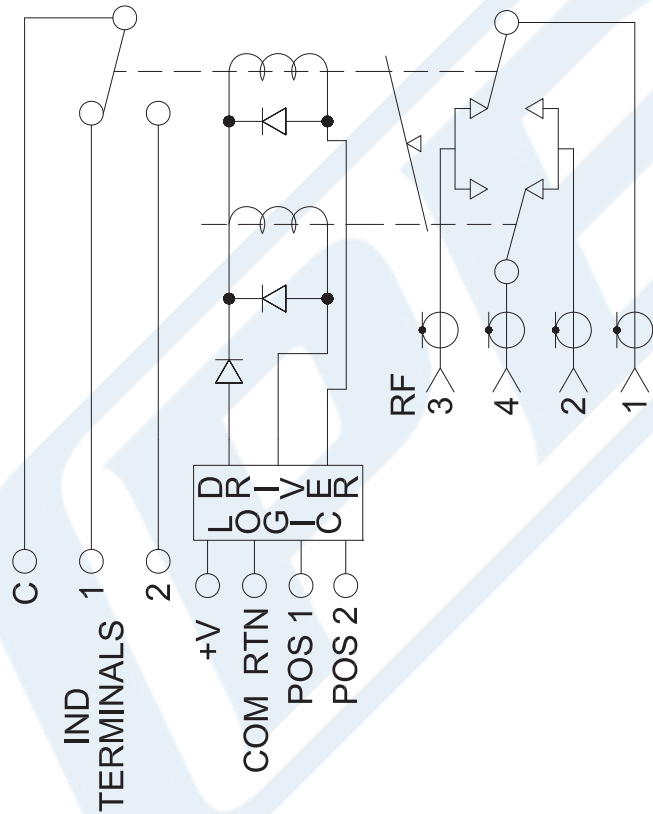 C
1
2
IND
TERMINALS
+V
COM RTN
POS 1
POS 2
LOGIC
DRIVER
RF
3
4
2
1